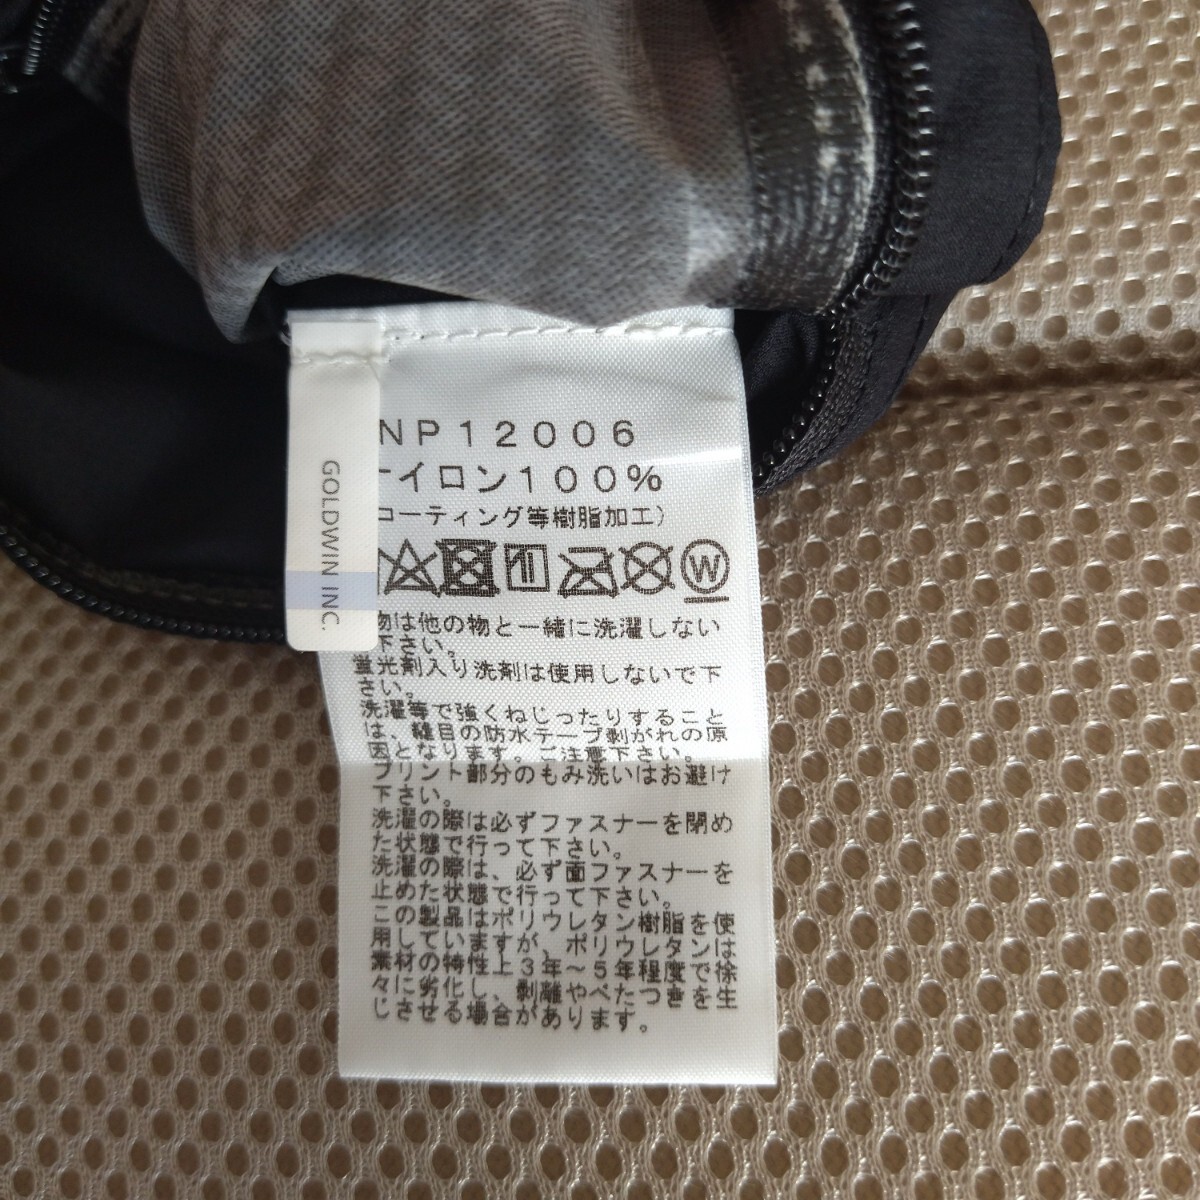 NP12006
ナイロン100%
コーティング等樹脂加工)
W
物は他の物と一緒に洗濯しない
下さい。
蛍光剤入り洗剤は使用しないで下
さい。
洗濯等で強くねじったりすること
は、縫目の防水テープ剥がれの原
因となります。ご注意下さい。
プリント部分のもみ洗いはお避け
下さい。
洗濯の際は必ずファスナーを閉め
た状態で行って下さい。
洗濯の際は、必ず面ファスナーを
止めた状態で行って下さい。
この製品はポリウレタン樹脂を使
用していますが、ポリウレタンは
素材の特性上3年～5年程度で徐
々に劣化し、剥離やべたつきを生
じさせる場合があります。
GOLDWIN INC.